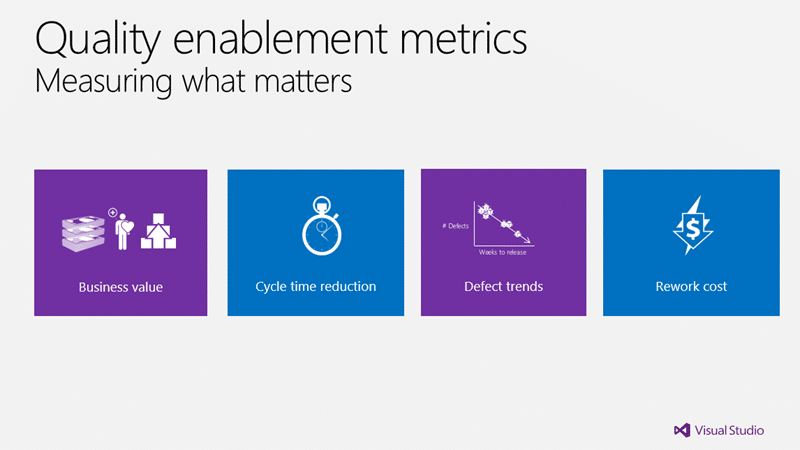 Quality enablement metrics
Measuring what matters
Business value
Cycle time reduction
# Defects
Weeks to release
Defect trends
$
Rework cost
Visual Studio